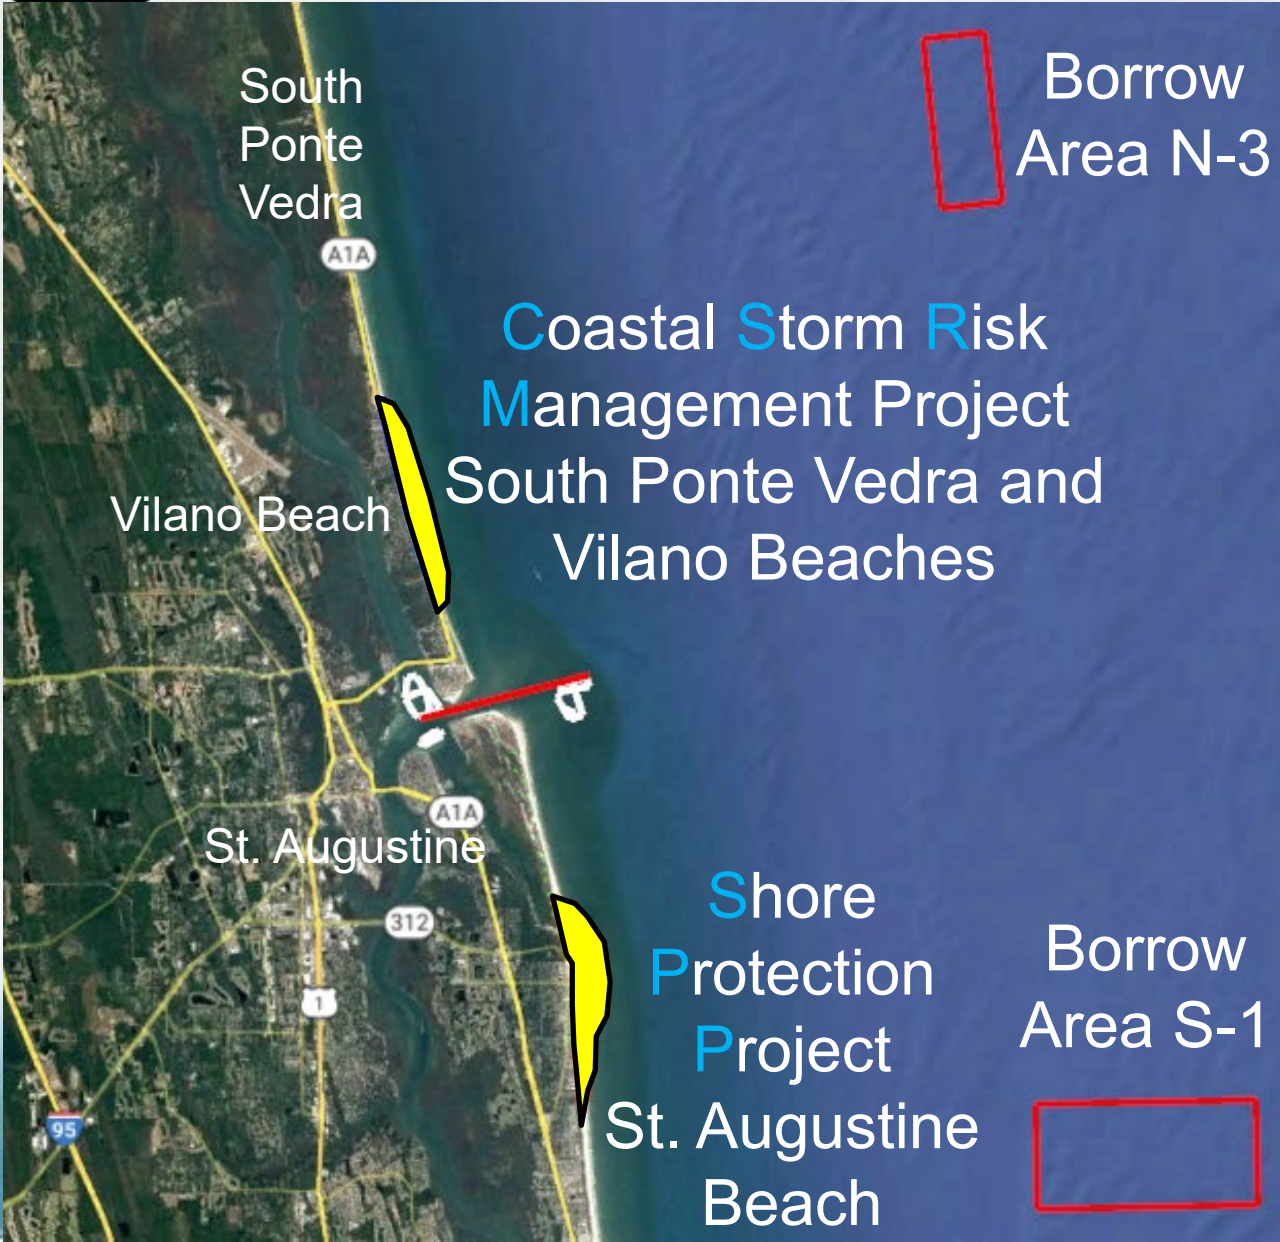 South
Ponte
Vedra
Borrow
Area N-3
A1A
Coastal Storm Risk
Management Project
South Ponte Vedra and
Vilano Beaches
Vilano Beach
A1A
St. Augustine
312
1
95
Shore
Protection
Project
St. Augustine
Beach
Borrow
Area S-1